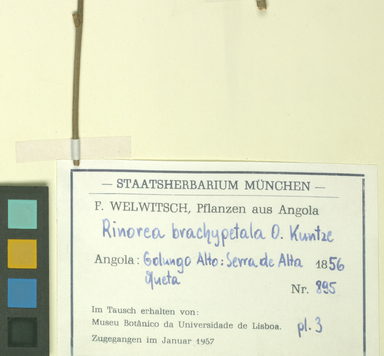 — STAATSHERBARIUM MÜNCHEN —
F. WELWITSCH, Pflanzen aus Angola
Rinorea brachypetala O. Kuntze
Angola: Golungo Alto: Serra de Alta 1856
Queta
Nr. 895
Im Tausch erhalten von:
Museu Botânico da Universidade de Lisboa. pl. 3
Zugegangen im Januar 1957